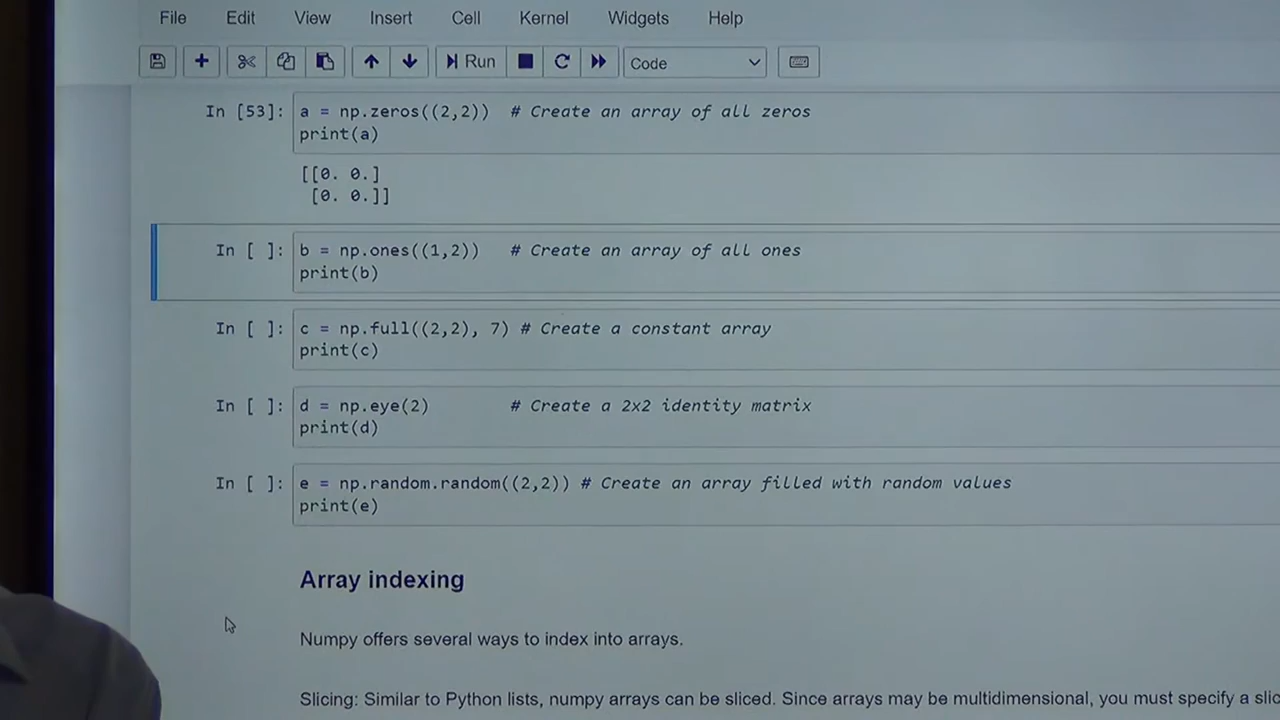 File Edit View Insert Cell Kernel Widgets Help
Run Code
In [53]: a = np.zeros((2,2))  # Create an array of all zeros
print(a)
[[0. 0.]
 [0. 0.]]
In [ ]: b = np.ones((1,2))   # Create an array of all ones
print(b)
In [ ]: c = np.full((2,2), 7) # Create a constant array
print(c)
In [ ]: d = np.eye(2)        # Create a 2x2 identity matrix
print(d)
In [ ]: e = np.random.random((2,2)) # Create an array filled with random values
print(e)
Array indexing
Numpy offers several ways to index into arrays.
Slicing: Similar to Python lists, numpy arrays can be sliced. Since arrays may be multidimensional, you must specify a slic